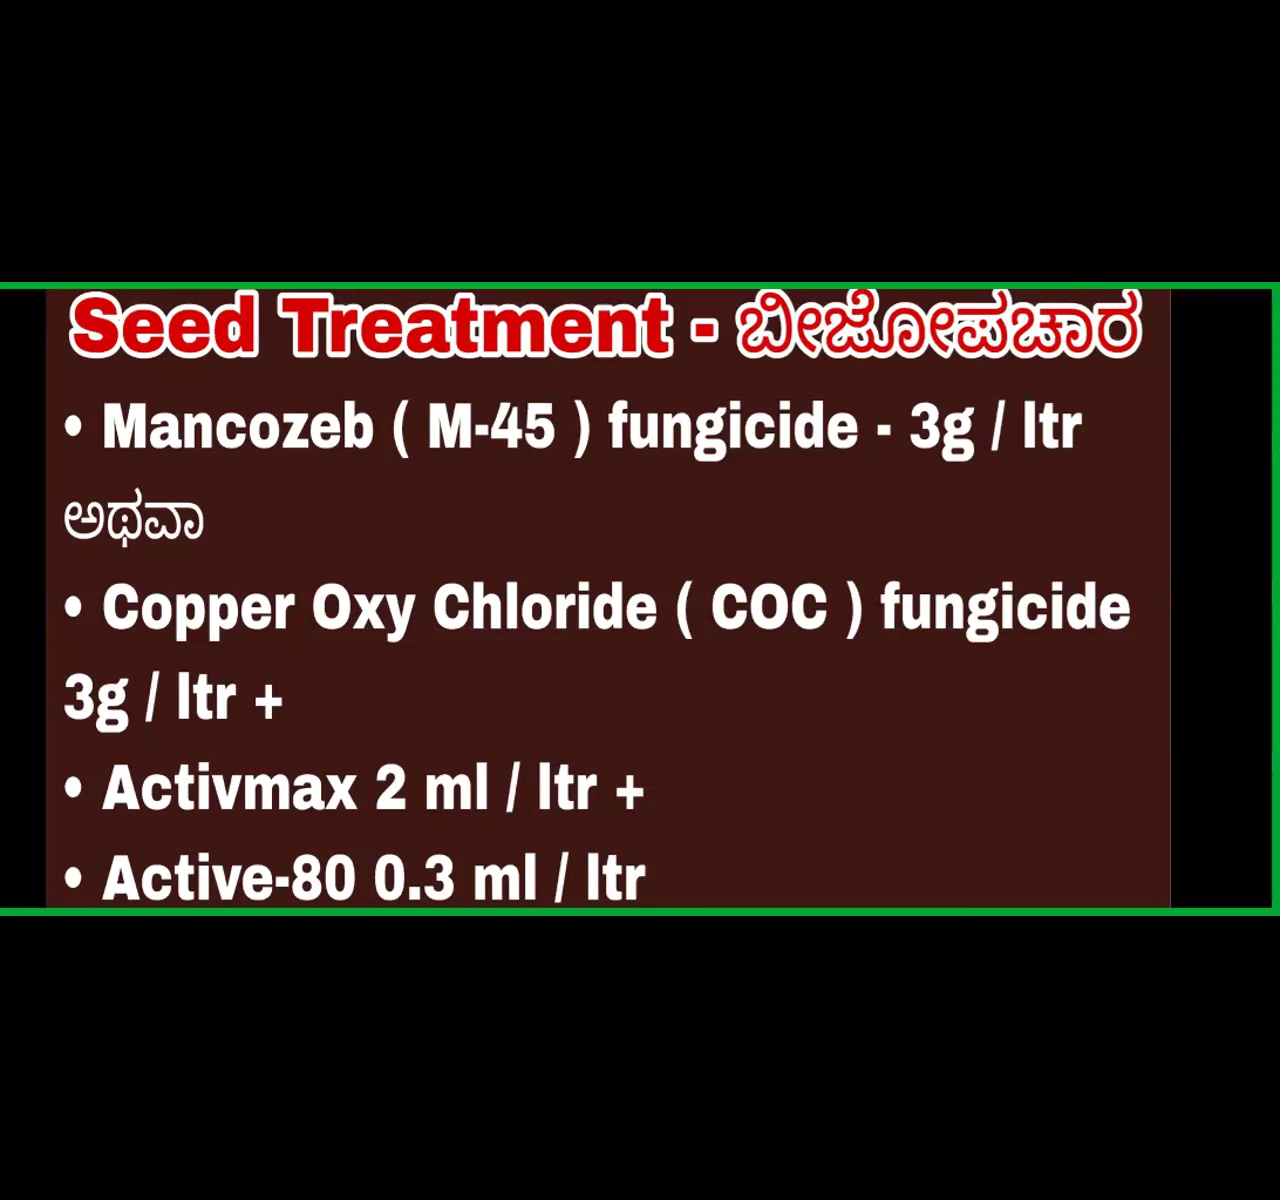 Seed Treatment - ಬೀಜೋಪಚಾರ
• Mancozeb ( M-45 ) fungicide - 3g / ltr
ಅಥವಾ
• Copper Oxy Chloride ( COC ) fungicide
3g / ltr +
• Activmax 2 ml / ltr +
• Active-80 0.3 ml / ltr